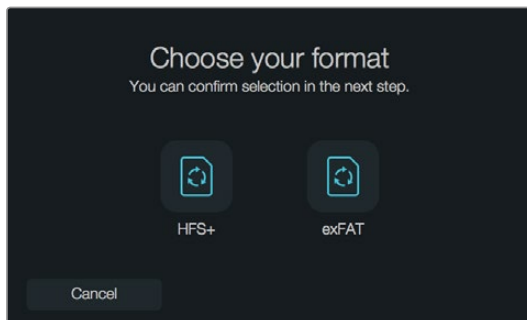 Choose your format
You can confirm selection in the next step.
HFS+
exFAT
Cancel